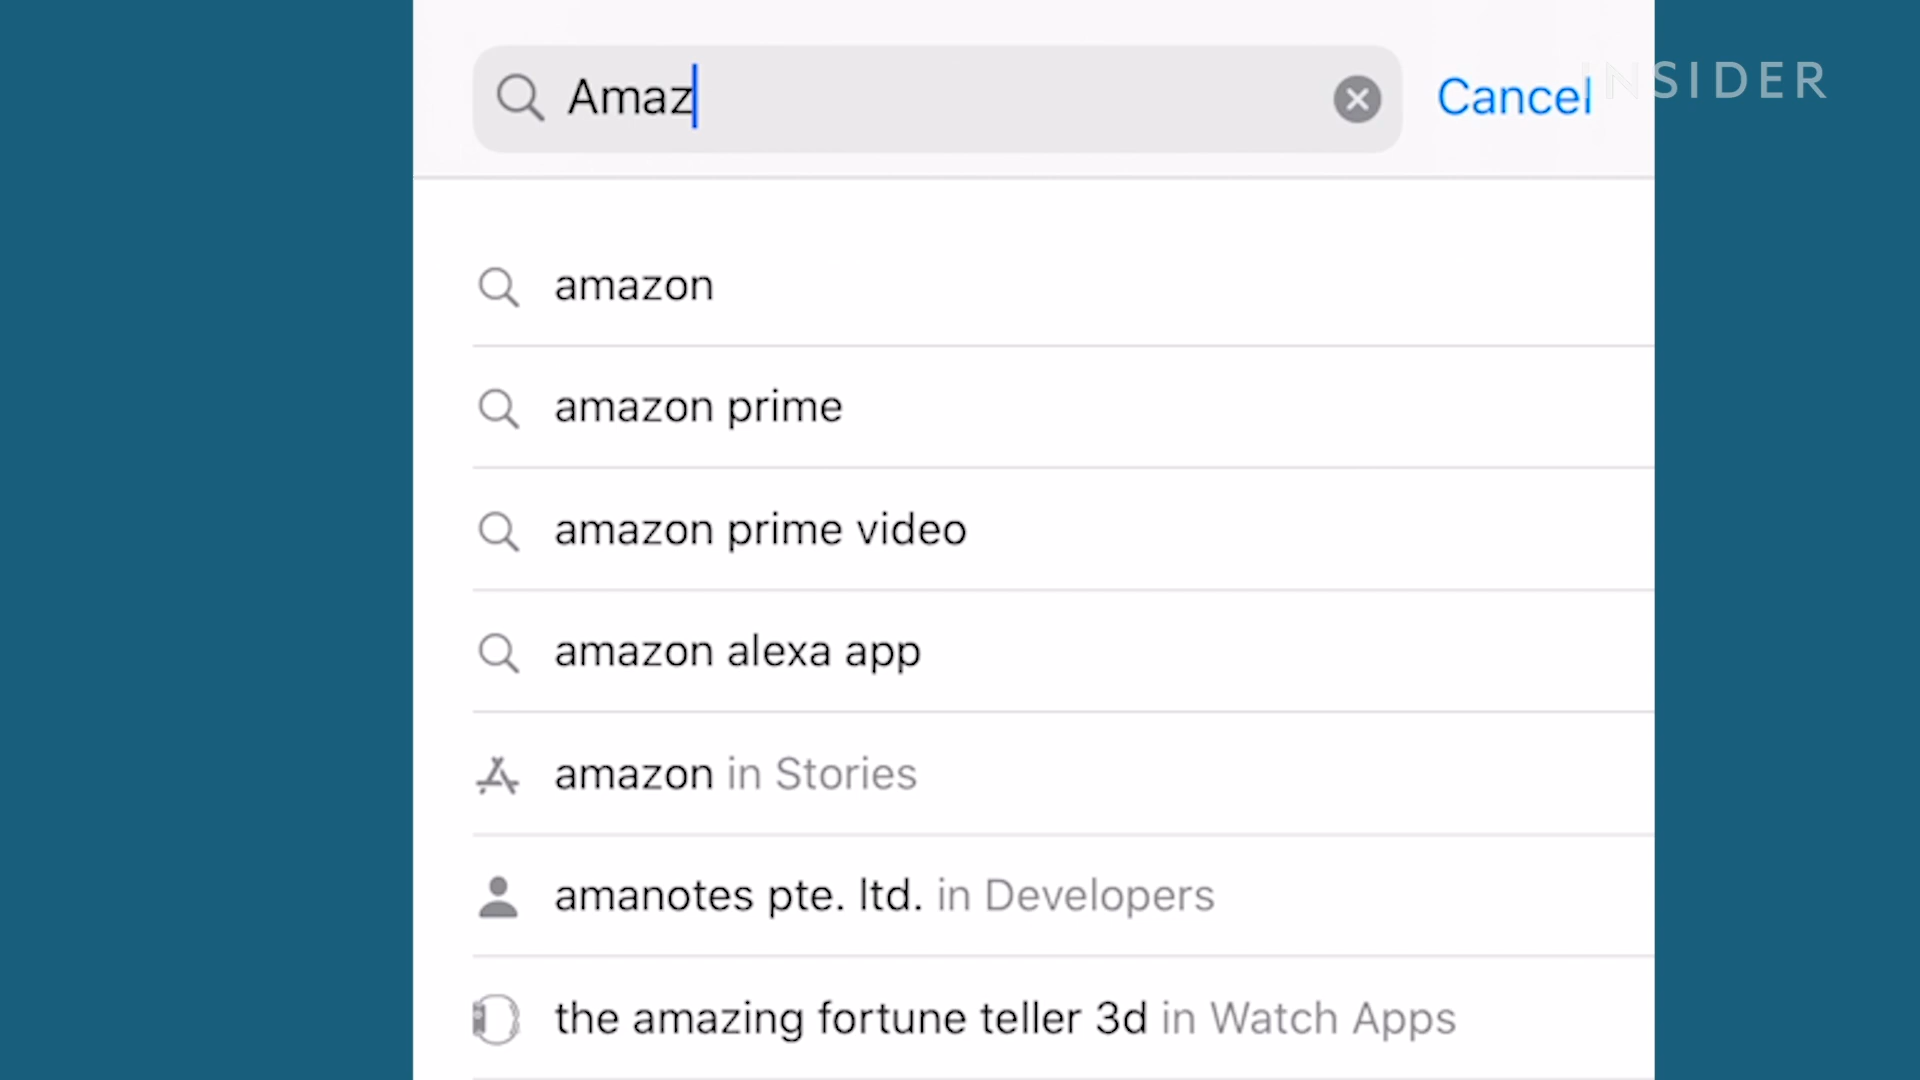 Amaz
Cancel
INSIDER
amazon
amazon prime
amazon prime video
amazon alexa app
amazon in Stories
amanotes pte. ltd. in Developers
the amazing fortune teller 3d in Watch Apps